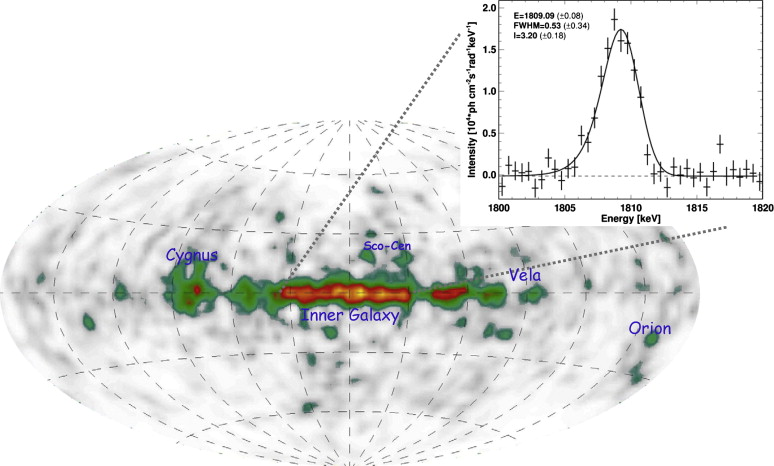 E=1809.09 (±0.08)
FWHM=0.53 (±0.34)
I=3.20 (±0.18)
Intensity [10⁻⁴ph cm⁻²s⁻¹rad⁻¹keV⁻¹]
2.0
1.5
1.0
0.5
0.0
1800 1805 1810 1815 1820
Energy [keV]
Cygnus
Sco-Cen
Vela
Inner Galaxy
Orion